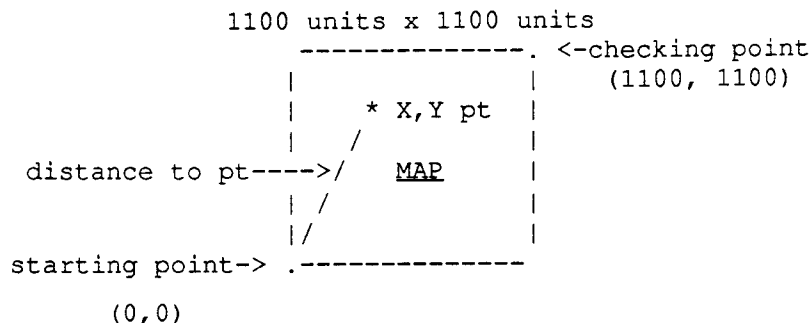 1100 units x 1100 units
<-checking point
(1100, 1100)
* X,Y pt
distance to pt---->
MAP
starting point->
(0,0)